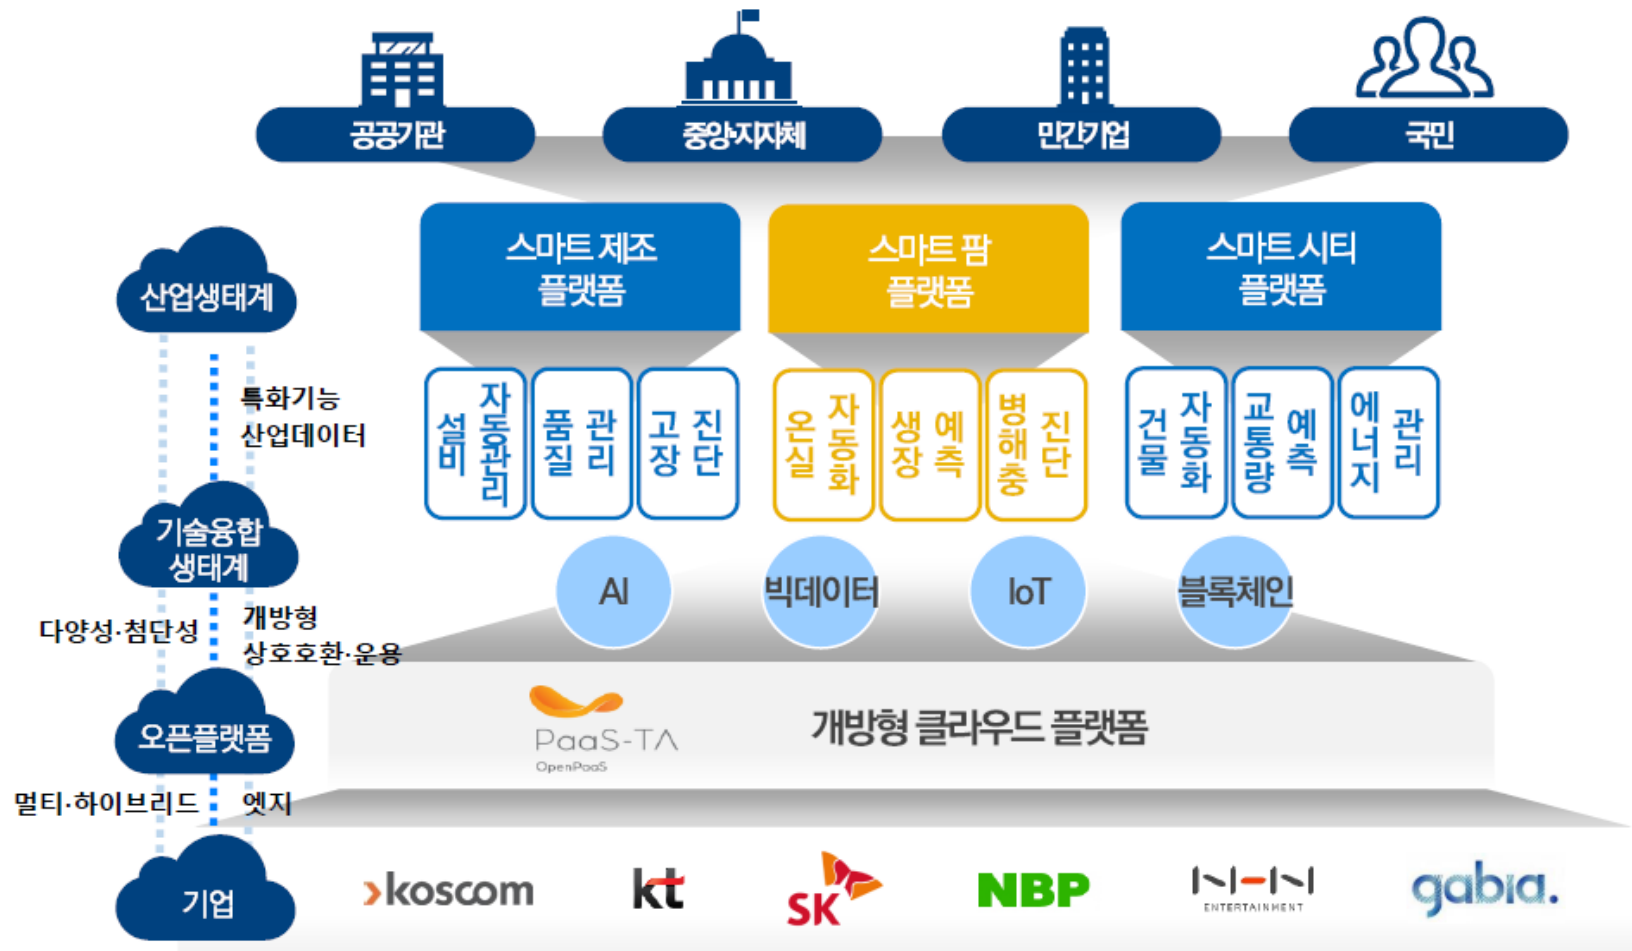 공공기관
중앙·지자체
민간기업
국민
스마트 제조
플랫폼
스마트 팜
플랫폼
스마트 시티
플랫폼
산업생태계
특화기능
산업데이터
설비
자동관리
품질
관리
고장
진단
온실
자동화
생장
예측
병해충
진단
건물
자동화
교통량
예측
에너지
관리
기술융합
생태계
AI
빅데이터
IoT
블록체인
다양성·첨단성
개방형
상호호환·운용
오픈플랫폼
PaaS-TA
OpenPaaS
개방형 클라우드 플랫폼
멀티·하이브리드
엣지
기업
koscom
kt
SK
NBP
NHN
ENTERTAINMENT
gabia.